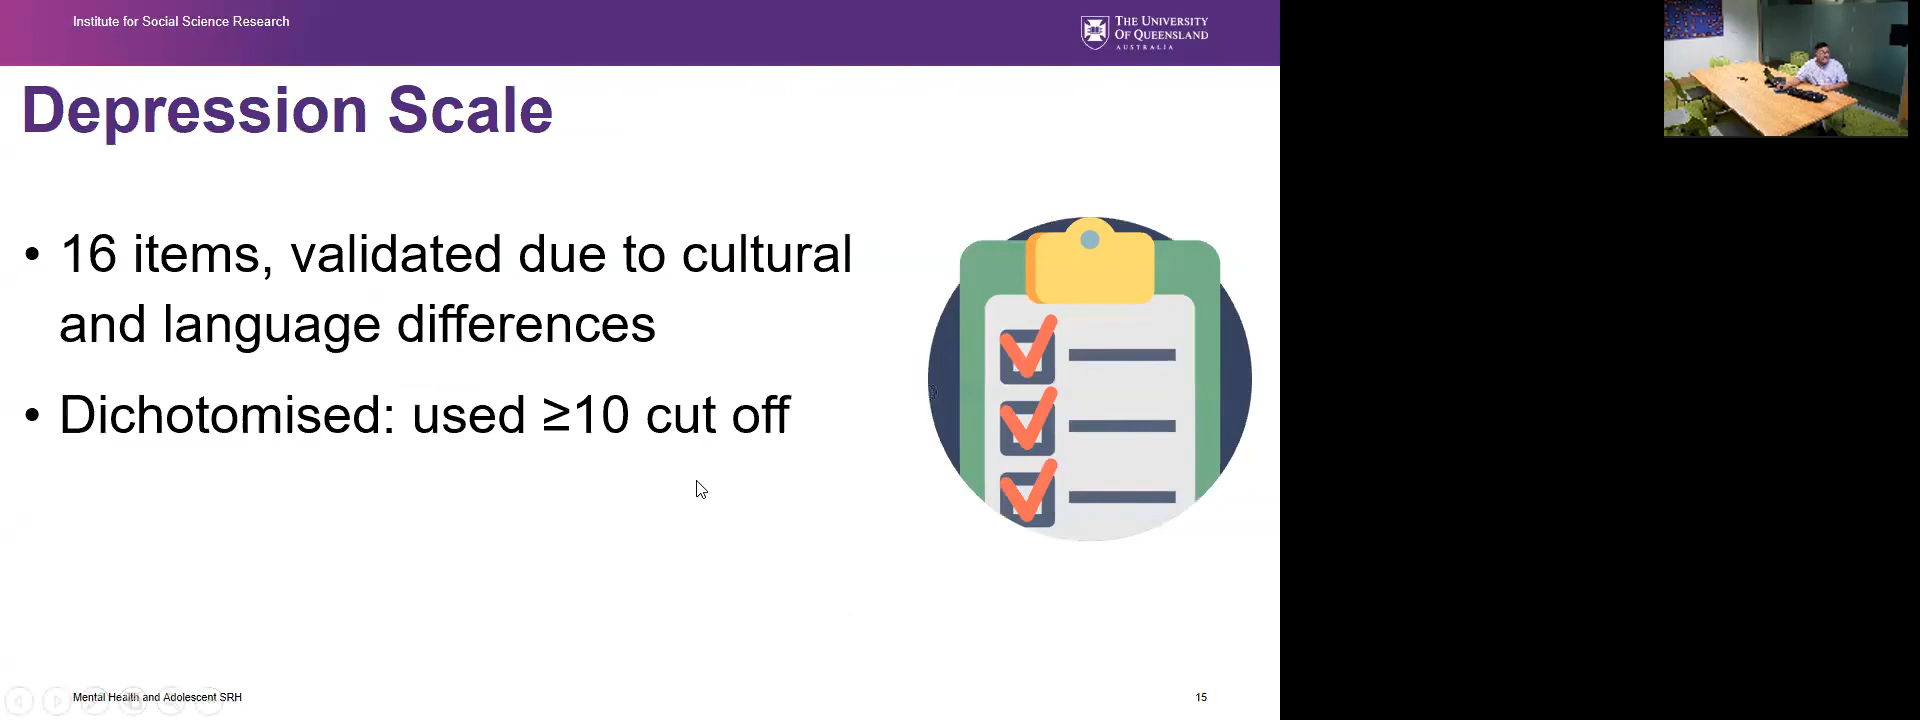 Institute for Social Science Research
THE UNIVERSITY
OF QUEENSLAND
AUSTRALIA
Depression Scale
• 16 items, validated due to cultural
and language differences
• Dichotomised: used ≥10 cut off
Mental Health and Adolescent SRH
15